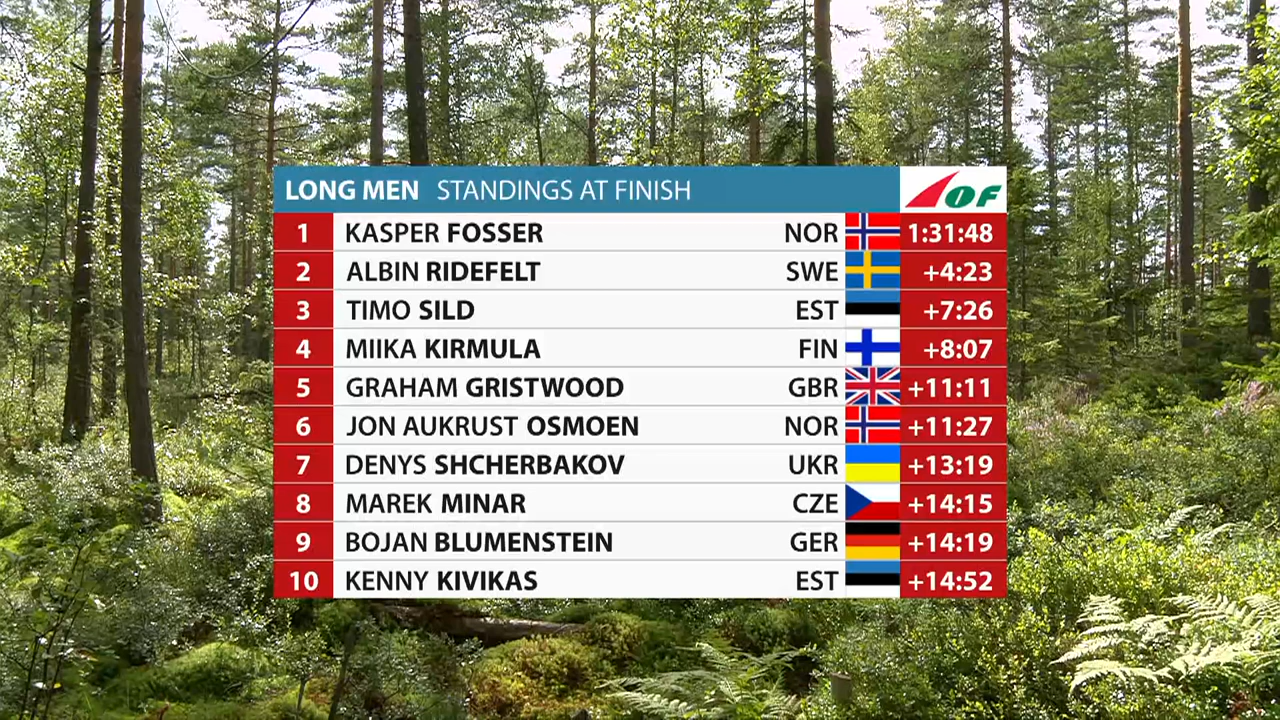 LONG MEN STANDINGS AT FINISH IOF
1 KASPER FOSSER NOR 1:31:48
2 ALBIN RIDEFELT SWE +4:23
3 TIMO SILD EST +7:26
4 MIIKA KIRMULA FIN +8:07
5 GRAHAM GRISTWOOD GBR +11:11
6 JON AUKRUST OSMOEN NOR +11:27
7 DENYS SHCHERBAKOV UKR +13:19
8 MAREK MINAR CZE +14:15
9 BOJAN BLUMENSTEIN GER +14:19
10 KENNY KIVIKAS EST +14:52